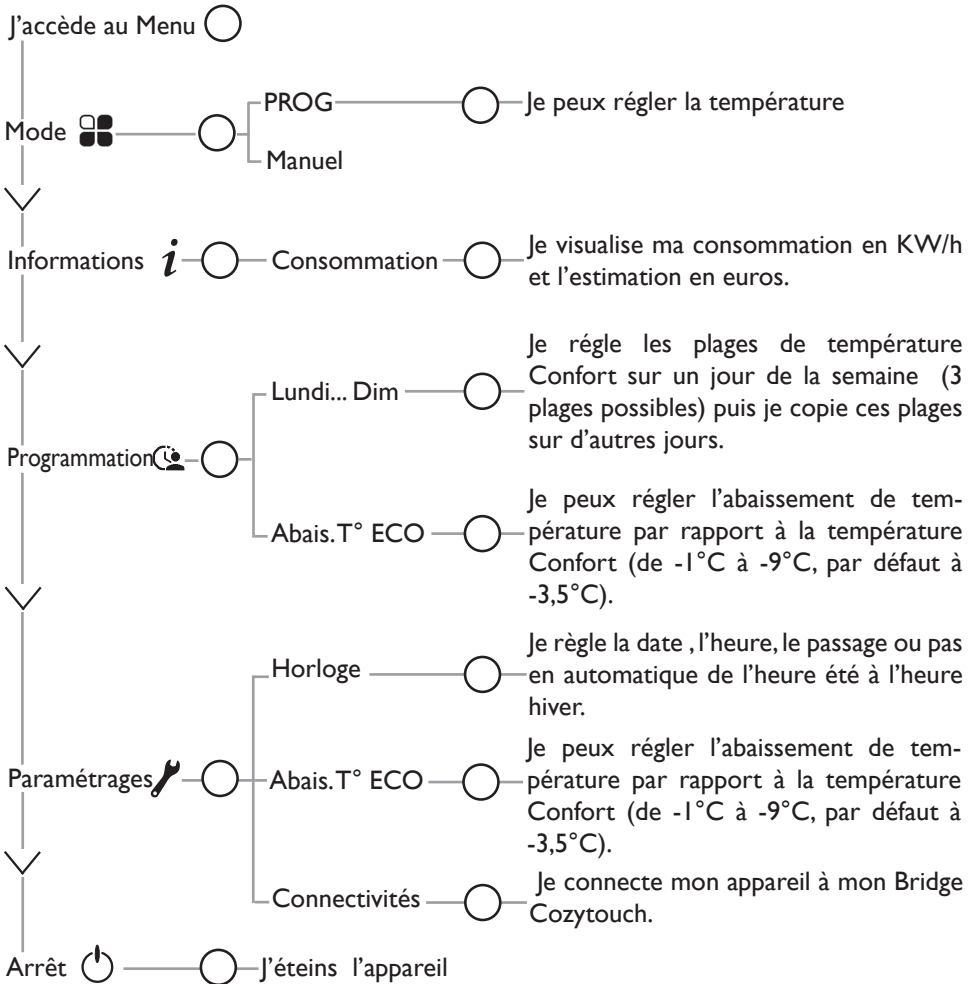 J'accède au Menu
Mode
PROG
Je peux régler la température
Manuel
Informations i
Consommation
Je visualise ma consommation en KW/h
et l'estimation en euros.
Programmation
Lundi... Dim
Je régle les plages de température
Confort sur un jour de la semaine (3
plages possibles) puis je copie ces plages
sur d'autres jours.
Abais.T° ECO
Je peux régler l'abaissement de tem-
pérature par rapport à la température
Confort (de -1°C à -9°C, par défaut à
-3,5°C).
Paramétrages
Horloge
Je règle la date , l'heure, le passage ou pas
en automatique de l'heure été à l'heure
hiver.
Abais.T° ECO
Je peux régler l'abaissement de tem-
pérature par rapport à la température
Confort (de -1°C à -9°C, par défaut à
-3,5°C).
Connectivités
Je connecte mon appareil à mon Bridge
Cozytouch.
Arrêt
J'éteins l'appareil